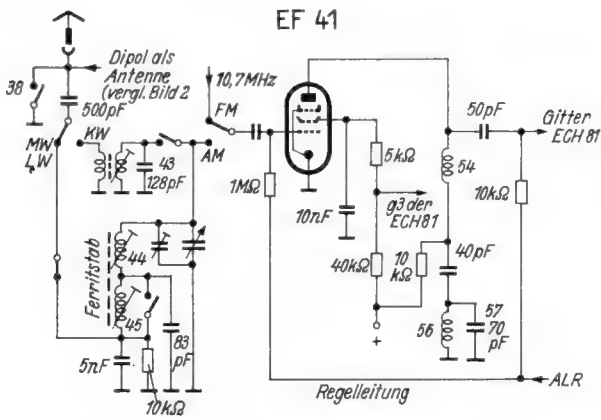 EF 41
Dipol als
Antenne
(vergl. Bild 2
38
500pF
10,7MHz
FM
MW
LW
KW
43
128pF
AM
1MΩ
10nF
5kΩ
g3 der
ECH81
40kΩ
10
kΩ
+
50pF
Gitter
ECH 81
54
10kΩ
40pF
56
57
70
pF
Ferritstab
44
45
83
pF
5nF
10kΩ
Regelleitung
ALR